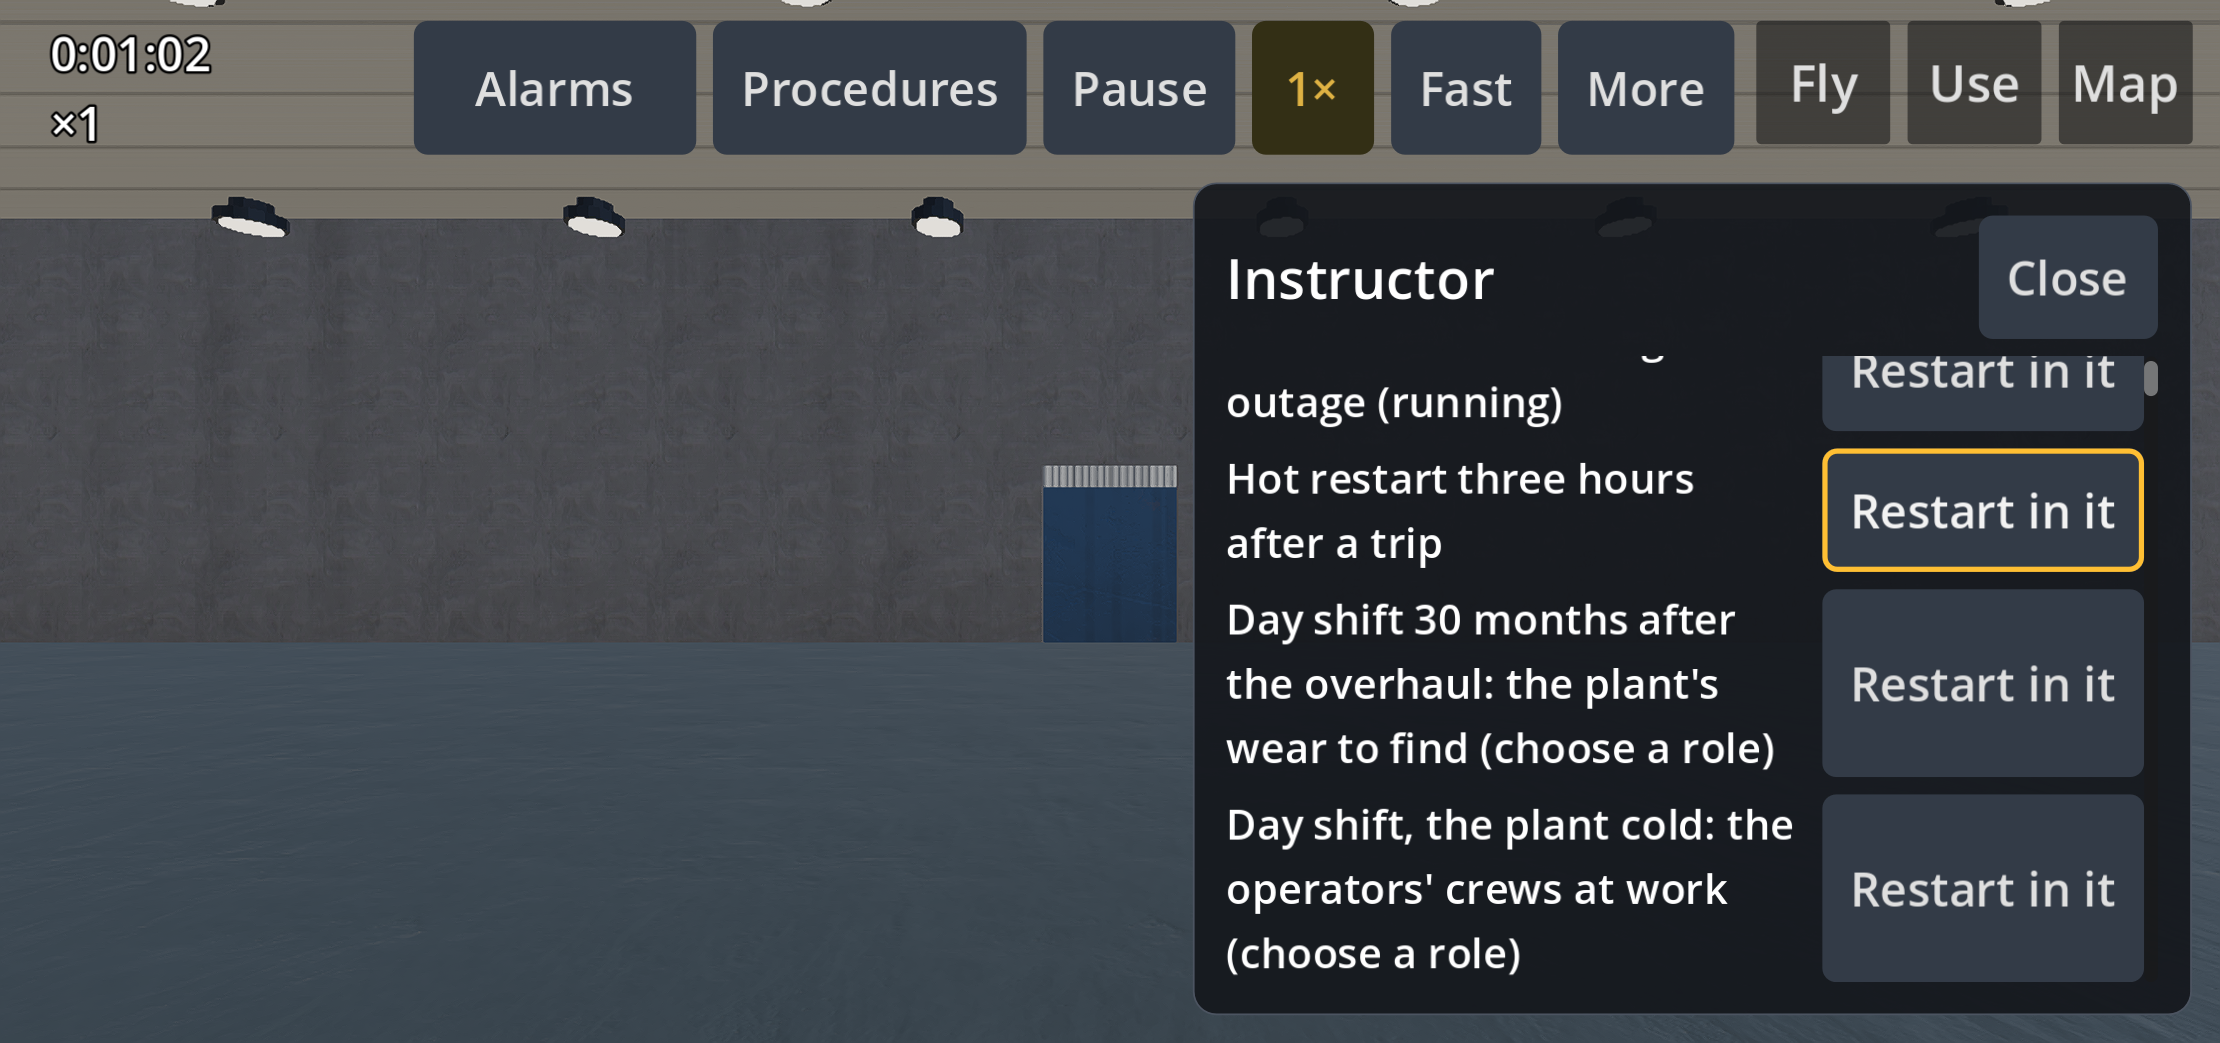 0:01:02
×1
Alarms
Procedures
Pause
1×
Fast
More
Fly
Use
Map
Instructor
Close
outage (running)
Restart in it
Hot restart three hours
after a trip
Restart in it
Day shift 30 months after
the overhaul: the plant's
wear to find (choose a role)
Restart in it
Day shift, the plant cold: the
operators' crews at work
(choose a role)
Restart in it